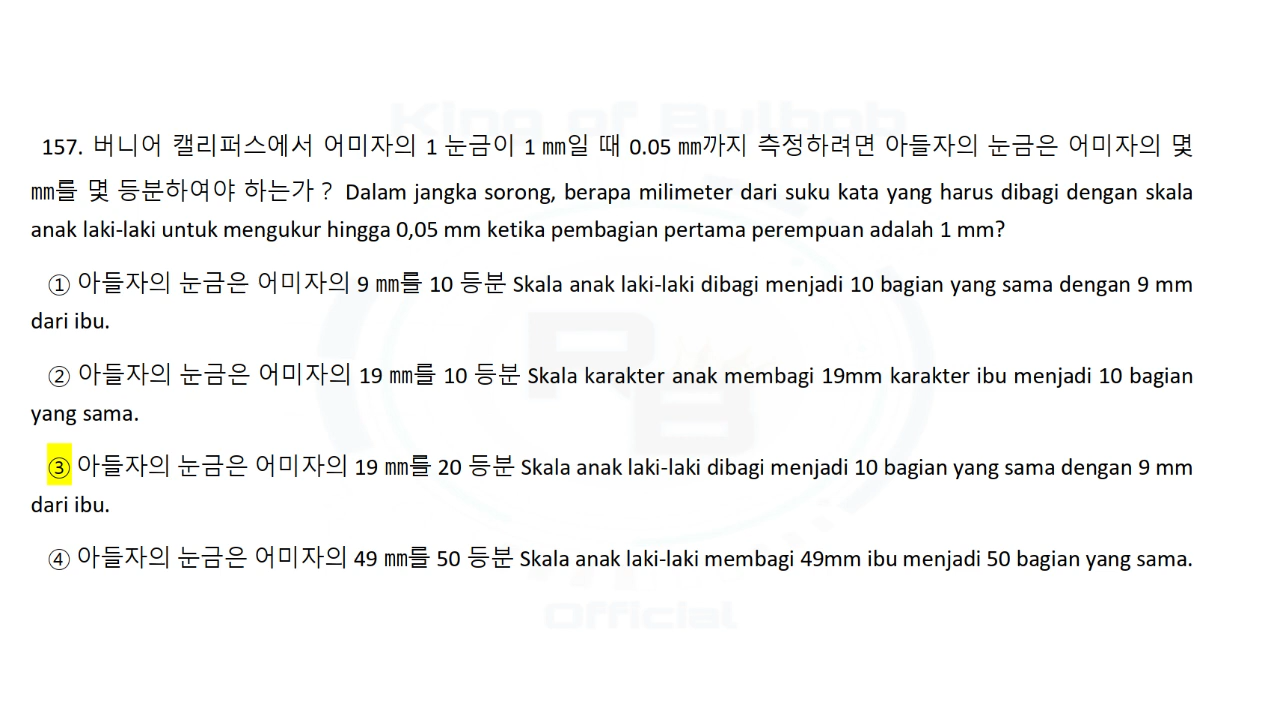 King of Bulbob
157. 버니어 캘리퍼스에서 어미자의 1 눈금이 1 ㎜일 때 0.05 ㎜까지 측정하려면 아들자의 눈금은 어미자의 몇
㎜를 몇 등분하여야 하는가 ? Dalam jangka sorong, berapa milimeter dari suku kata yang harus dibagi dengan skala
anak laki-laki untuk mengukur hingga 0,05 mm ketika pembagian pertama perempuan adalah 1 mm?
① 아들자의 눈금은 어미자의 9 ㎜를 10 등분 Skala anak laki-laki dibagi menjadi 10 bagian yang sama dengan 9 mm
dari ibu.
② 아들자의 눈금은 어미자의 19 ㎜를 10 등분 Skala karakter anak membagi 19mm karakter ibu menjadi 10 bagian
yang sama.
③ 아들자의 눈금은 어미자의 19 ㎜를 20 등분 Skala anak laki-laki dibagi menjadi 10 bagian yang sama dengan 9 mm
dari ibu.
④ 아들자의 눈금은 어미자의 49 ㎜를 50 등분 Skala anak laki-laki membagi 49mm ibu menjadi 50 bagian yang sama.
Official